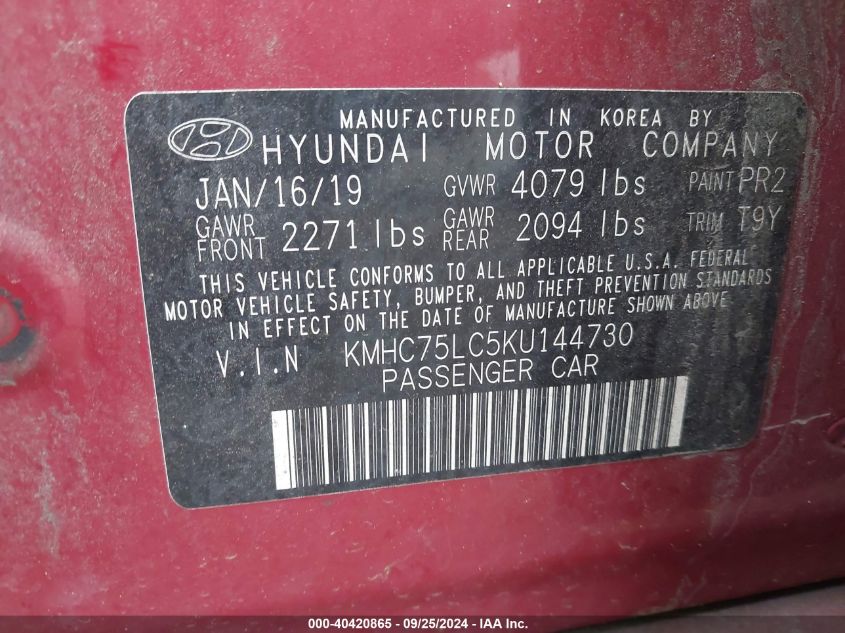 MANUFACTURED IN KOREA BY
HYUNDAI MOTOR COMPANY
JAN/16/19 GVWR 4079 lbs PAINT PR2
GAWR FRONT 2271 lbs GAWR REAR 2094 lbs TRIM T9Y
THIS VEHICLE CONFORMS TO ALL APPLICABLE U.S.A. FEDERAL
MOTOR VEHICLE SAFETY, BUMPER, AND THEFT PREVENTION STANDARDS
IN EFFECT ON THE DATE OF MANUFACTURE SHOWN ABOVE
V.I.N KMHC75LC5KU144730
PASSENGER CAR
000-40420865 - 09/25/2024 - IAA Inc.